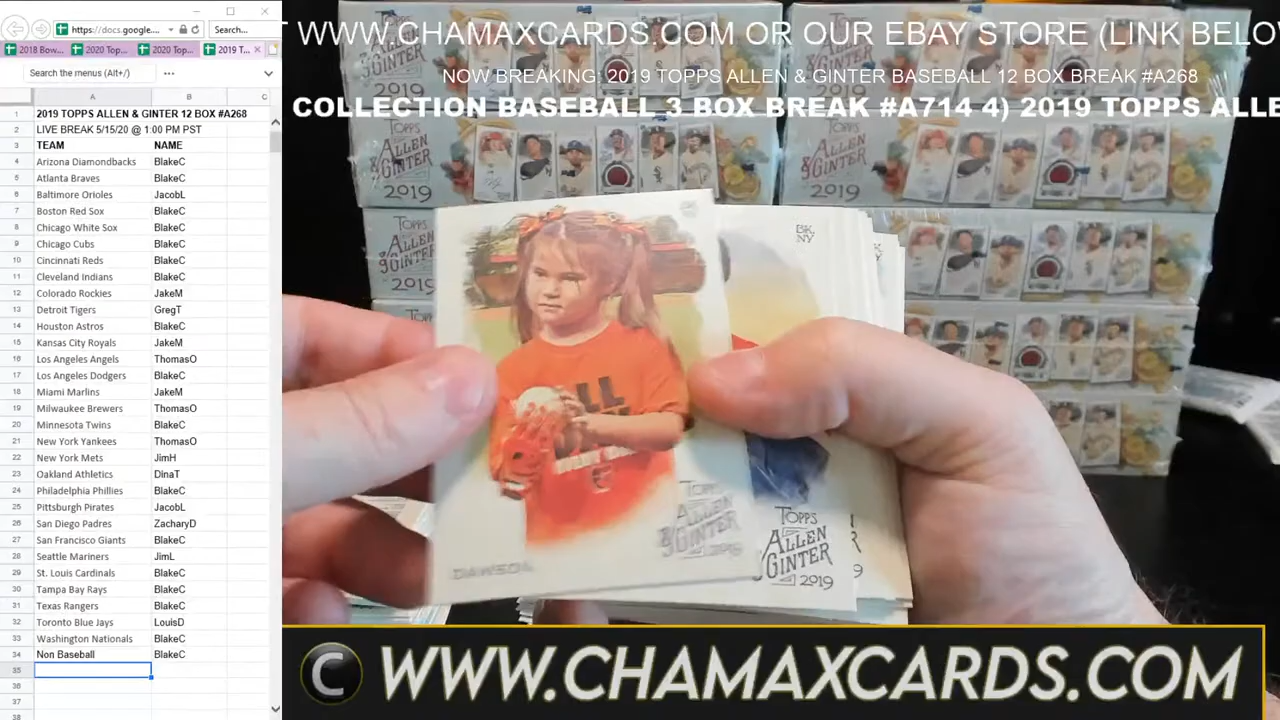 WWW.CHAMAXCARDS.COM OR OUR EBAY STORE (LINK BELO
NOW BREAKING: 2019 TOPPS ALLEN & GINTER BASEBALL 12 BOX BREAK #A268
COLLECTION BASEBALL 3 BOX BREAK #A714 4) 2019 TOPPS ALLE
https://docs.google....
Search...
2018 Bow...
2020 Top...
2020 Top...
2019 T...
Search the menus (Alt+/)
A B C
1 2019 TOPPS ALLEN & GINTER 12 BOX #A268
2 LIVE BREAK 5/15/20 @ 1:00 PM PST
3 TEAM NAME
4 Arizona Diamondbacks BlakeC
5 Atlanta Braves BlakeC
6 Baltimore Orioles JacobL
7 Boston Red Sox BlakeC
8 Chicago White Sox BlakeC
9 Chicago Cubs BlakeC
10 Cincinnati Reds BlakeC
11 Cleveland Indians BlakeC
12 Colorado Rockies JakeM
13 Detroit Tigers GregT
14 Houston Astros BlakeC
15 Kansas City Royals JakeM
16 Los Angeles Angels ThomasO
17 Los Angeles Dodgers BlakeC
18 Miami Marlins JakeM
19 Milwaukee Brewers ThomasO
20 Minnesota Twins BlakeC
21 New York Yankees ThomasO
22 New York Mets JimH
23 Oakland Athletics DinaT
24 Philadelphia Phillies BlakeC
25 Pittsburgh Pirates JacobL
26 San Diego Padres ZacharyD
27 San Francisco Giants BlakeC
28 Seattle Mariners JimL
29 St. Louis Cardinals BlakeC
30 Tampa Bay Rays BlakeC
31 Texas Rangers BlakeC
32 Toronto Blue Jays LouisD
33 Washington Nationals BlakeC
34 Non Baseball BlakeC
35
36
37
38
TOPPS ALLEN & GINTER 2019
TOPPS ALLEN & GINTER 2019
BK.
NY
TOPPS
ALLEN
& GINTER
2019
C WWW.CHAMAXCARDS.COM